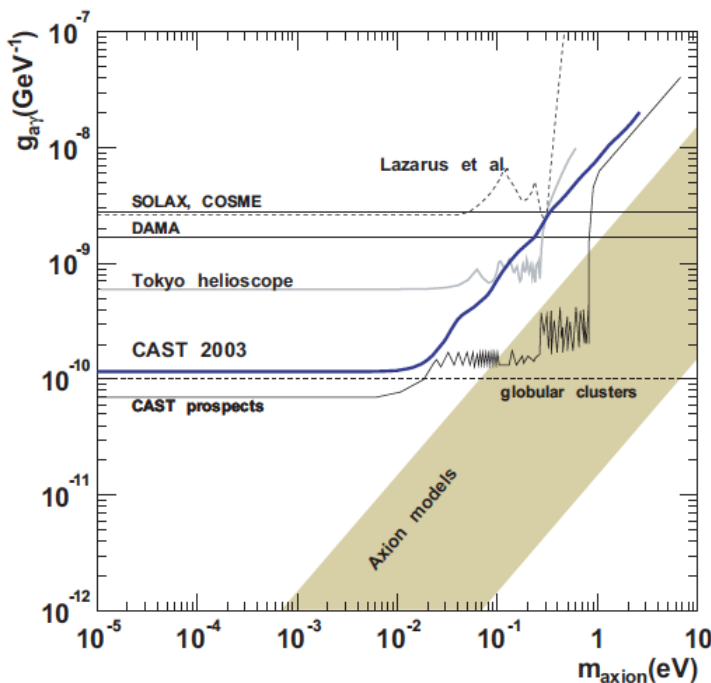 g_aγ(GeV⁻¹)
10⁻⁷
10⁻⁸
10⁻⁹
10⁻¹⁰
10⁻¹¹
10⁻¹²
Lazarus et al.
SOLAX, COSME
DAMA
Tokyo helioscope
CAST 2003
CAST prospects
globular clusters
Axion models
10⁻⁵ 10⁻⁴ 10⁻³ 10⁻² 10⁻¹ 1 10
m_axion(eV)